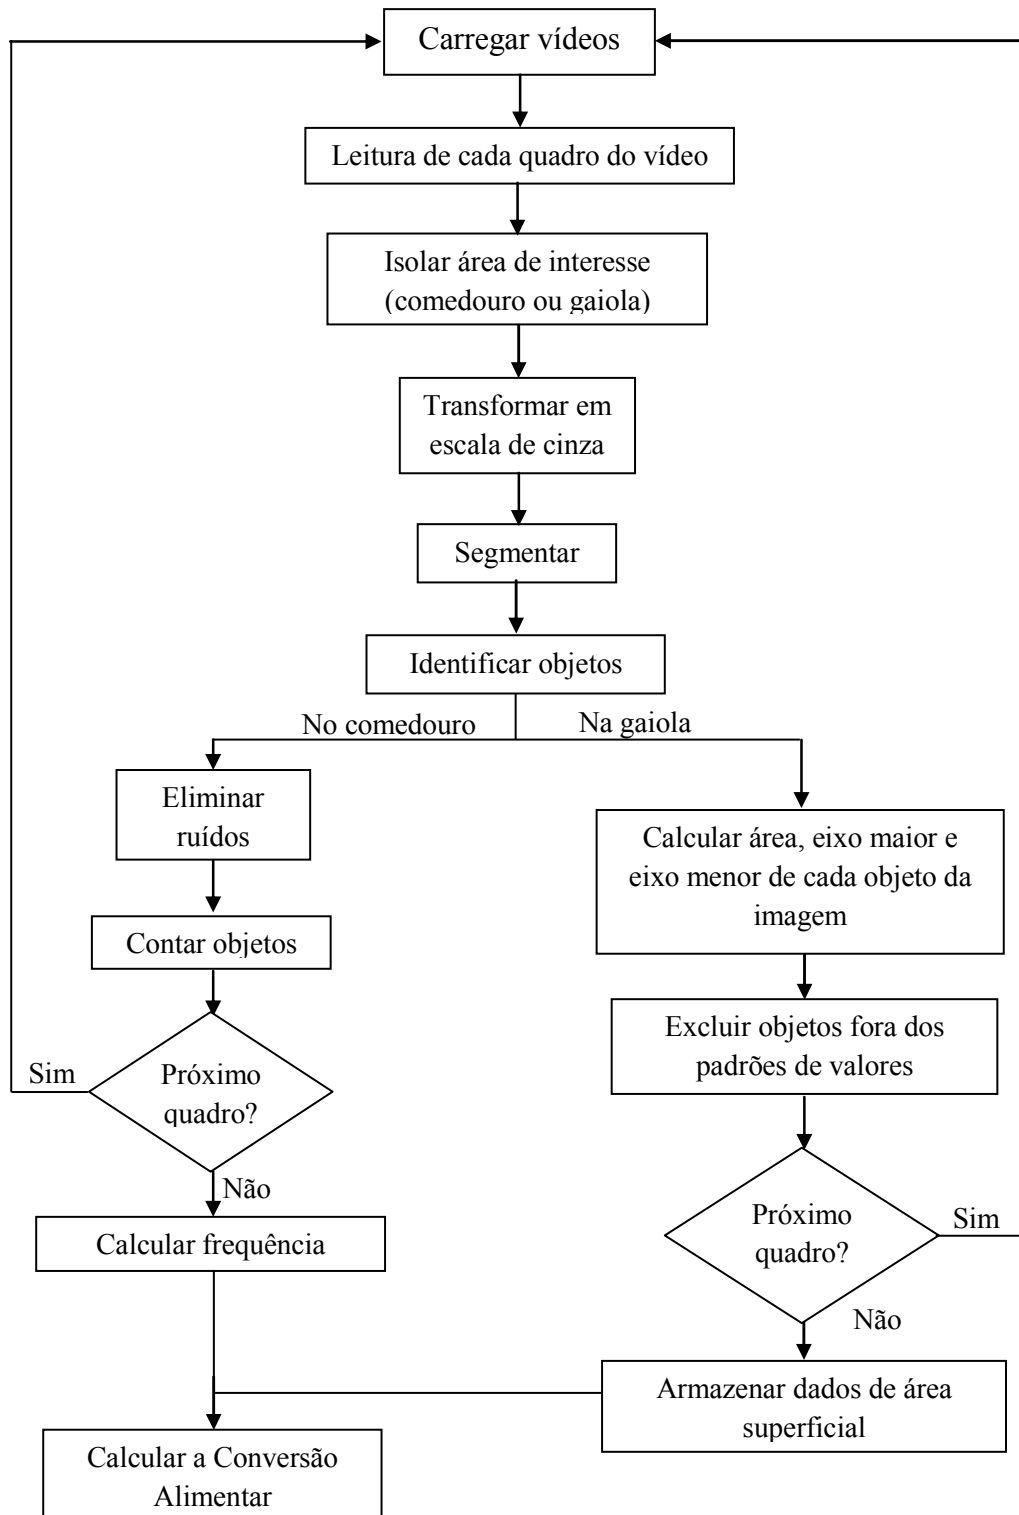 Carregar vídeos
Leitura de cada quadro do vídeo
Isolar área de interesse
(comedouro ou gaiola)
Transformar em
escala de cinza
Segmentar
Identificar objetos
No comedouro
Na gaiola
Eliminar
ruídos
Contar objetos
Sim
Próximo
quadro?
Não
Calcular frequência
Calcular área, eixo maior e
eixo menor de cada objeto da
imagem
Excluir objetos fora dos
padrões de valores
Próximo
quadro?
Sim
Não
Armazenar dados de área
superficial
Calcular a Conversão
Alimentar